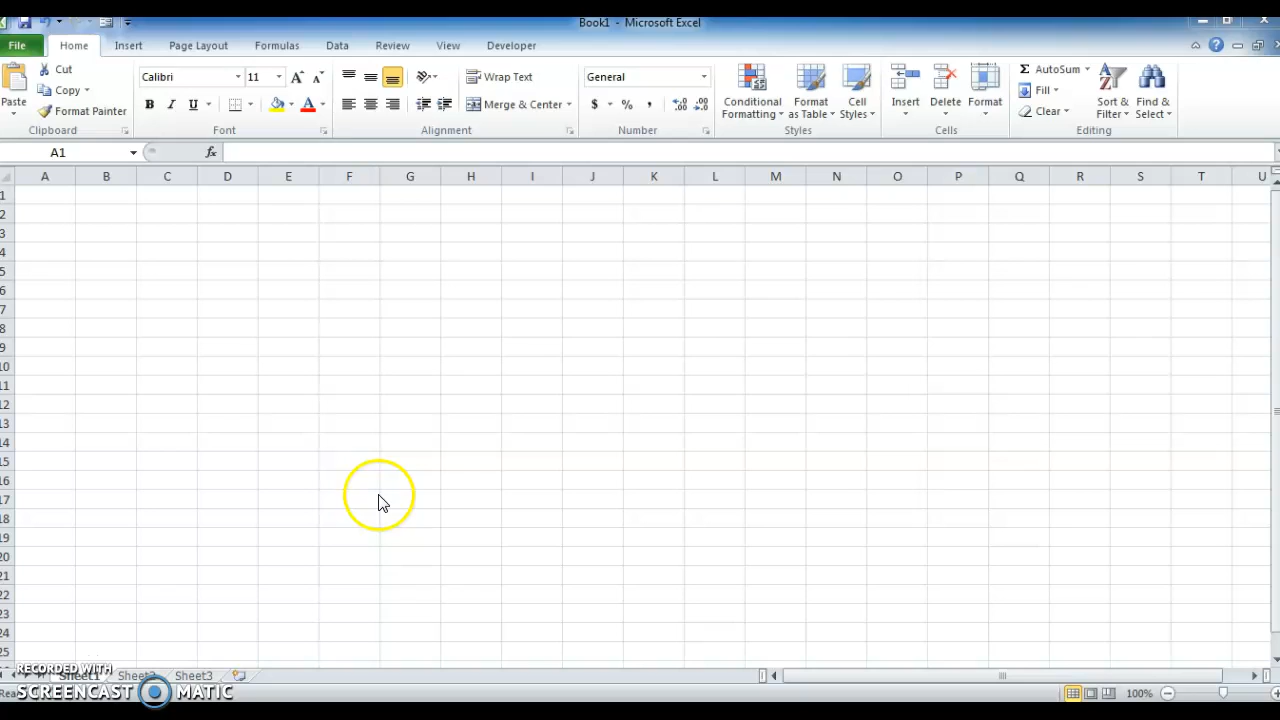 Book1 - Microsoft Excel
File Home Insert Page Layout Formulas Data Review View Developer
Cut Calibri 11 Wrap Text General AutoSum
Copy Fill
Paste Format Painter Merge & Center $ % , Conditional Formatting Format as Table Cell Styles Insert Delete Format Clear Sort & Filter Find & Select
B I U A
Clipboard Font Alignment Number Styles Cells Editing
A1 fx
A B C D E F G H I J K L M N O P Q R S T U
1
2
3
4
5
6
7
8
9
10
11
12
13
14
15
16
17
18
19
20
21
22
23
24
25
RECORDED WITH
Sheet1 Sheet2 Sheet3
SCREENCAST MATIC 100%